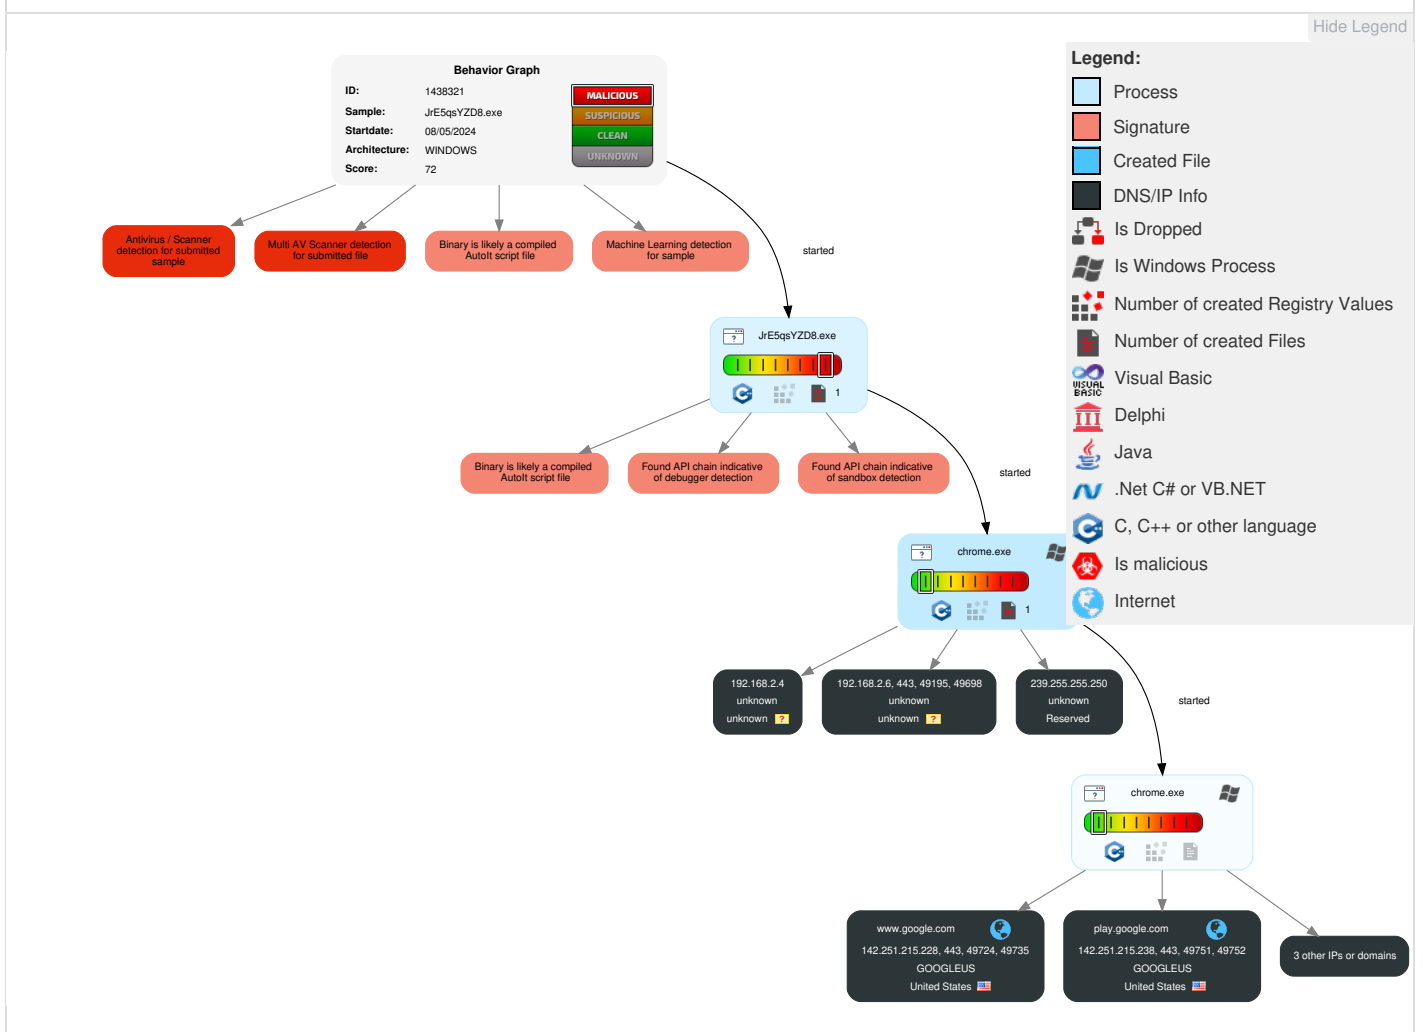 Hide Legend
Behavior Graph
ID: 1438321
Sample: JrE5qsYZD8.exe
Startdate: 08/05/2024
Architecture: WINDOWS
Score: 72
MALICIOUS
SUSPICIOUS
CLEAN
UNKNOWN
Legend:
Process
Signature
Created File
DNS/IP Info
Is Dropped
Is Windows Process
Number of created Registry Values
Number of created Files
VISUAL
BASIC
Visual Basic
Delphi
Java
.Net C# or VB.NET
C, C++ or other language
Is malicious
Internet
Antivirus / Scanner
detection for submitted
sample
Multi AV Scanner detection
for submitted file
Binary is likely a compiled
AutoIt script file
Machine Learning detection
for sample
started
JrE5qsYZD8.exe
1
Binary is likely a compiled
AutoIt script file
Found API chain indicative
of debugger detection
Found API chain indicative
of sandbox detection
started
chrome.exe
1
192.168.2.4
unknown
unknown
192.168.2.6, 443, 49195, 49698
unknown
unknown
239.255.255.250
unknown
Reserved
started
chrome.exe
www.google.com
142.251.215.228, 443, 49724, 49735
GOOGLEUS
United States
play.google.com
142.251.215.238, 443, 49751, 49752
GOOGLEUS
United States
3 other IPs or domains